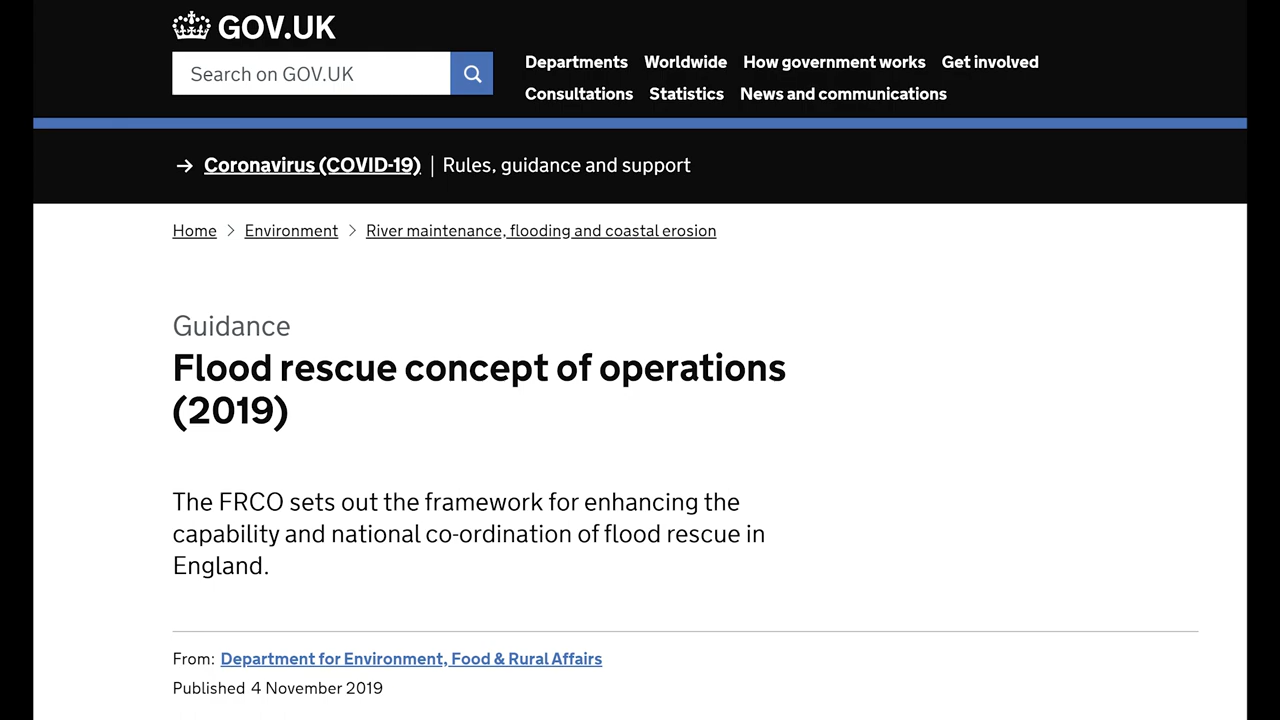 GOV.UK
Search on GOV.UK
Departments Worldwide How government works Get involved
Consultations Statistics News and communications
→ Coronavirus (COVID-19) | Rules, guidance and support
Home > Environment > River maintenance, flooding and coastal erosion
Guidance
Flood rescue concept of operations
(2019)
The FRCO sets out the framework for enhancing the
capability and national co-ordination of flood rescue in
England.
From: Department for Environment, Food & Rural Affairs
Published 4 November 2019